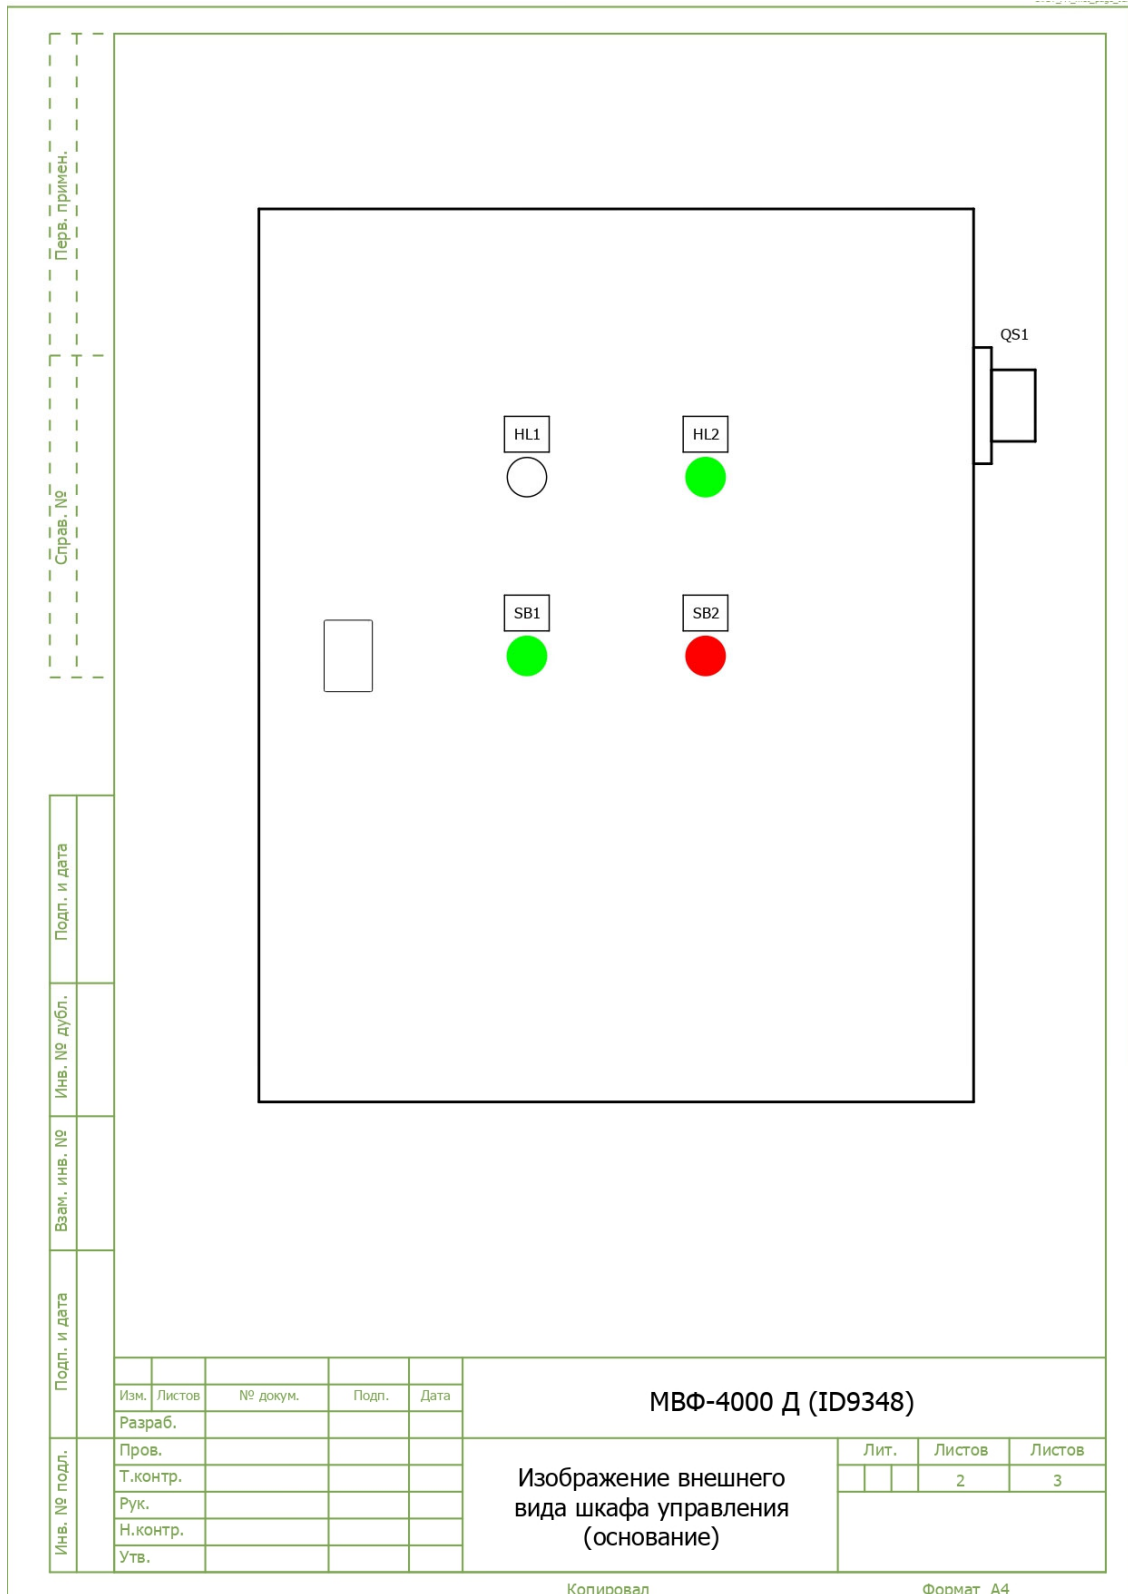 Перв. примен.
Справ. №
QS1
HL1
HL2
SB1
SB2
Подп. и дата
Инв. № дубл.
Взам. инв. №
Подп. и дата
Инв. № подл.
Изм. Листов № докум. Подп. Дата
Разраб.
Пров.
Т.контр.
Рук.
Н.контр.
Утв.
МВФ-4000 Д (ID9348)
Изображение внешнего
вида шкафа управления
(основание)
Лит. Листов Листов
2 3
Копировал
Формат А4